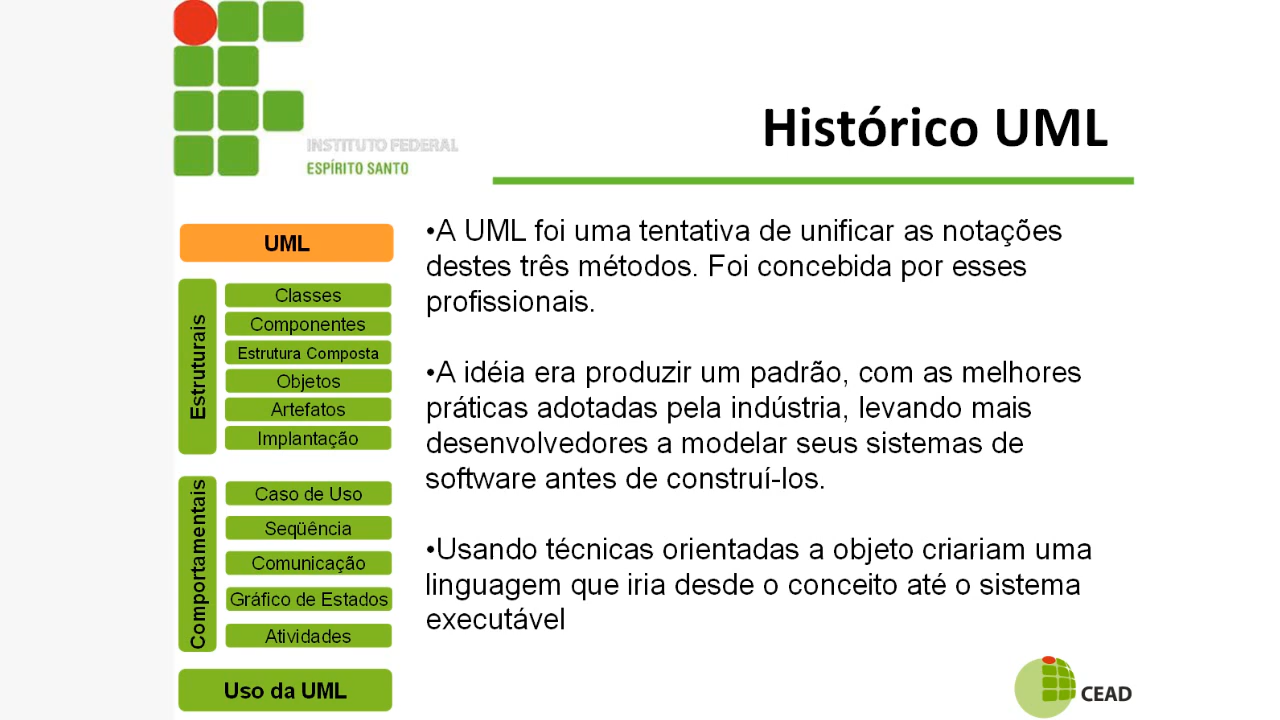 INSTITUTO FEDERAL
ESPÍRITO SANTO
Histórico UML
UML
Estruturais
Classes
Componentes
Estrutura Composta
Objetos
Artefatos
Implantação
Comportamentais
Caso de Uso
Seqüência
Comunicação
Gráfico de Estados
Atividades
Uso da UML
•A UML foi uma tentativa de unificar as notações
destes três métodos. Foi concebida por esses
profissionais.
•A idéia era produzir um padrão, com as melhores
práticas adotadas pela indústria, levando mais
desenvolvedores a modelar seus sistemas de
software antes de construí-los.
•Usando técnicas orientadas a objeto criariam uma
linguagem que iria desde o conceito até o sistema
executável
CEAD